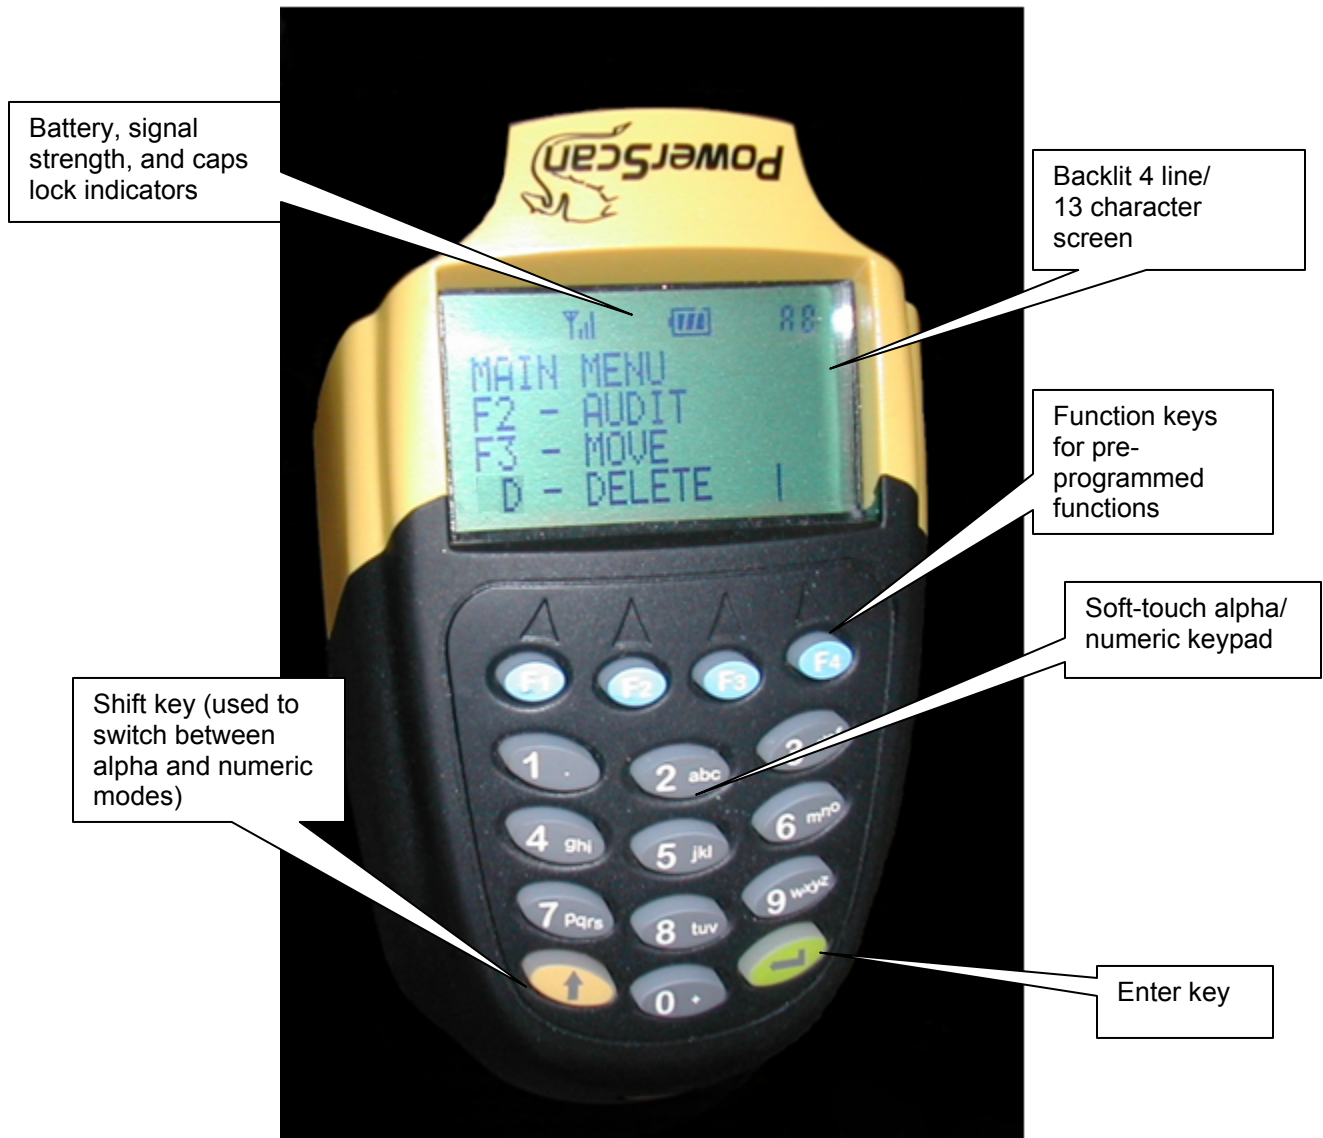 Battery, signal
strength, and caps
lock indicators
PowerScan
Backlit 4 line/
13 character
screen
MAIN MENU
F2 - AUDIT
F3 - MOVE
D - DELETE
Function keys
for pre-
programmed
functions
Soft-touch alpha/
numeric keypad
Shift key (used to
switch between
alpha and numeric
modes)
F1 F2 F3 F4
1 . 2 abc 3
4 ghi 5 jkl 6 mno
7 pqrs 8 tuv 9 wxyz
0 +
Enter key